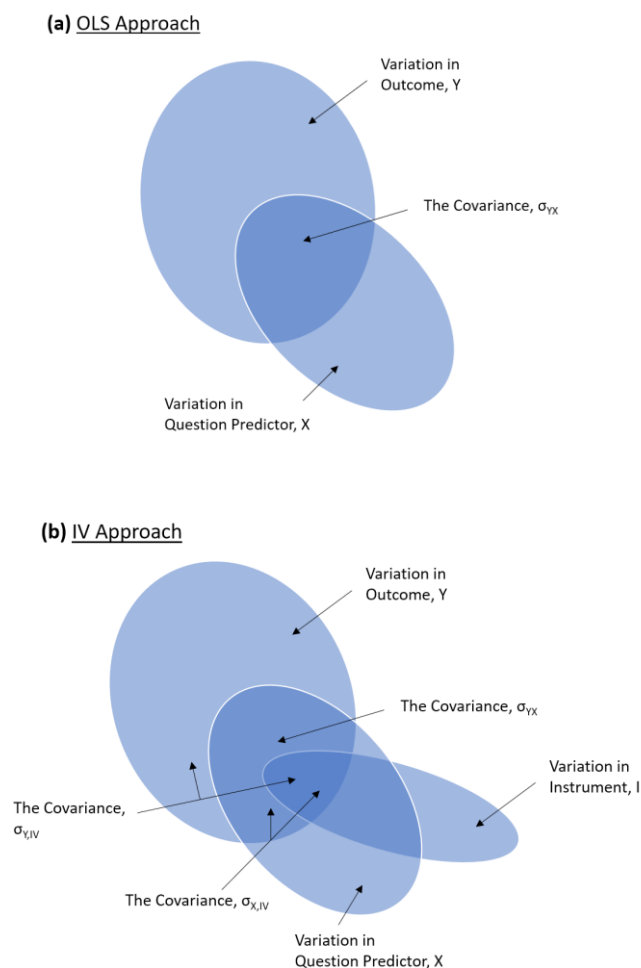 (a) OLS Approach
Variation in
Outcome, Y
The Covariance, σYX
Variation in
Question Predictor, X
(b) IV Approach
Variation in
Outcome, Y
The Covariance, σYX
Variation in
Instrument, I
The Covariance,
σY,IV
The Covariance, σX,IV
Variation in
Question Predictor, X